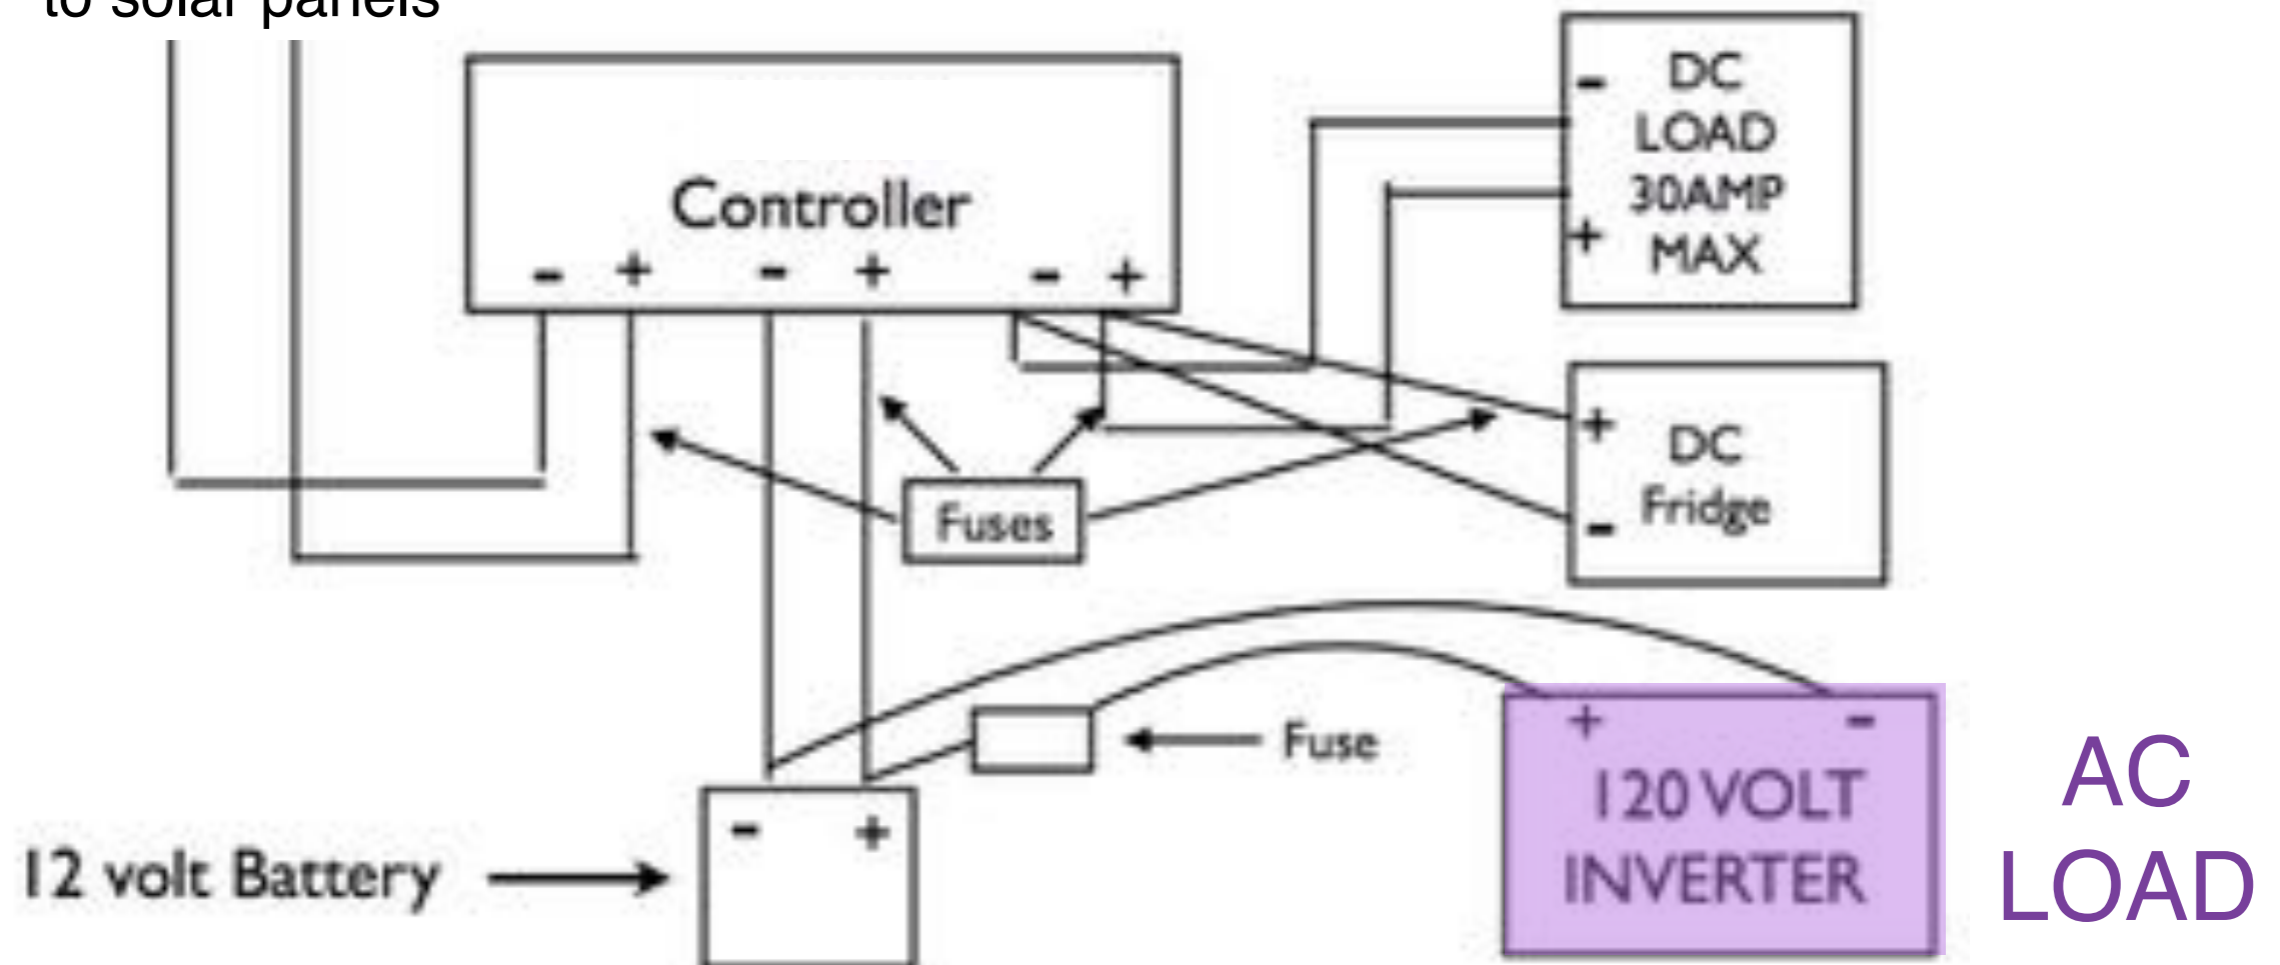 to solar panels
Controller
- + - + - +
-
DC
LOAD
30AMP
MAX
+
+
DC
Fridge
-
Fuses
Fuse
+ -
120 VOLT
INVERTER
AC
LOAD
12 volt Battery
- +